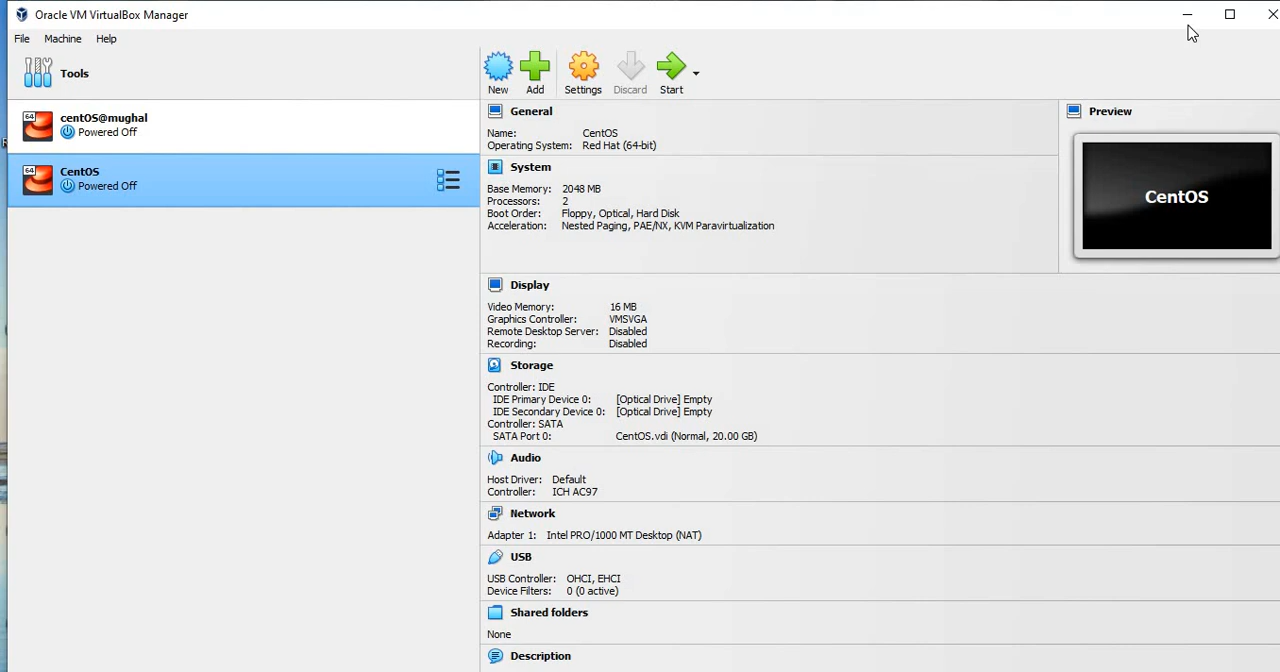 Oracle VM VirtualBox Manager
File Machine Help
Tools
New Add Settings Discard Start
64 centOS@mughal
Powered Off
64 CentOS
Powered Off
General
Name: CentOS
Operating System: Red Hat (64-bit)
System
Base Memory: 2048 MB
Processors: 2
Boot Order: Floppy, Optical, Hard Disk
Acceleration: Nested Paging, PAE/NX, KVM Paravirtualization
Preview
CentOS
Display
Video Memory: 16 MB
Graphics Controller: VMSVGA
Remote Desktop Server: Disabled
Recording: Disabled
Storage
Controller: IDE
IDE Primary Device 0: [Optical Drive] Empty
IDE Secondary Device 0: [Optical Drive] Empty
Controller: SATA
SATA Port 0: CentOS.vdi (Normal, 20.00 GB)
Audio
Host Driver: Default
Controller: ICH AC97
Network
Adapter 1: Intel PRO/1000 MT Desktop (NAT)
USB
USB Controller: OHCI, EHCI
Device Filters: 0 (0 active)
Shared folders
None
Description